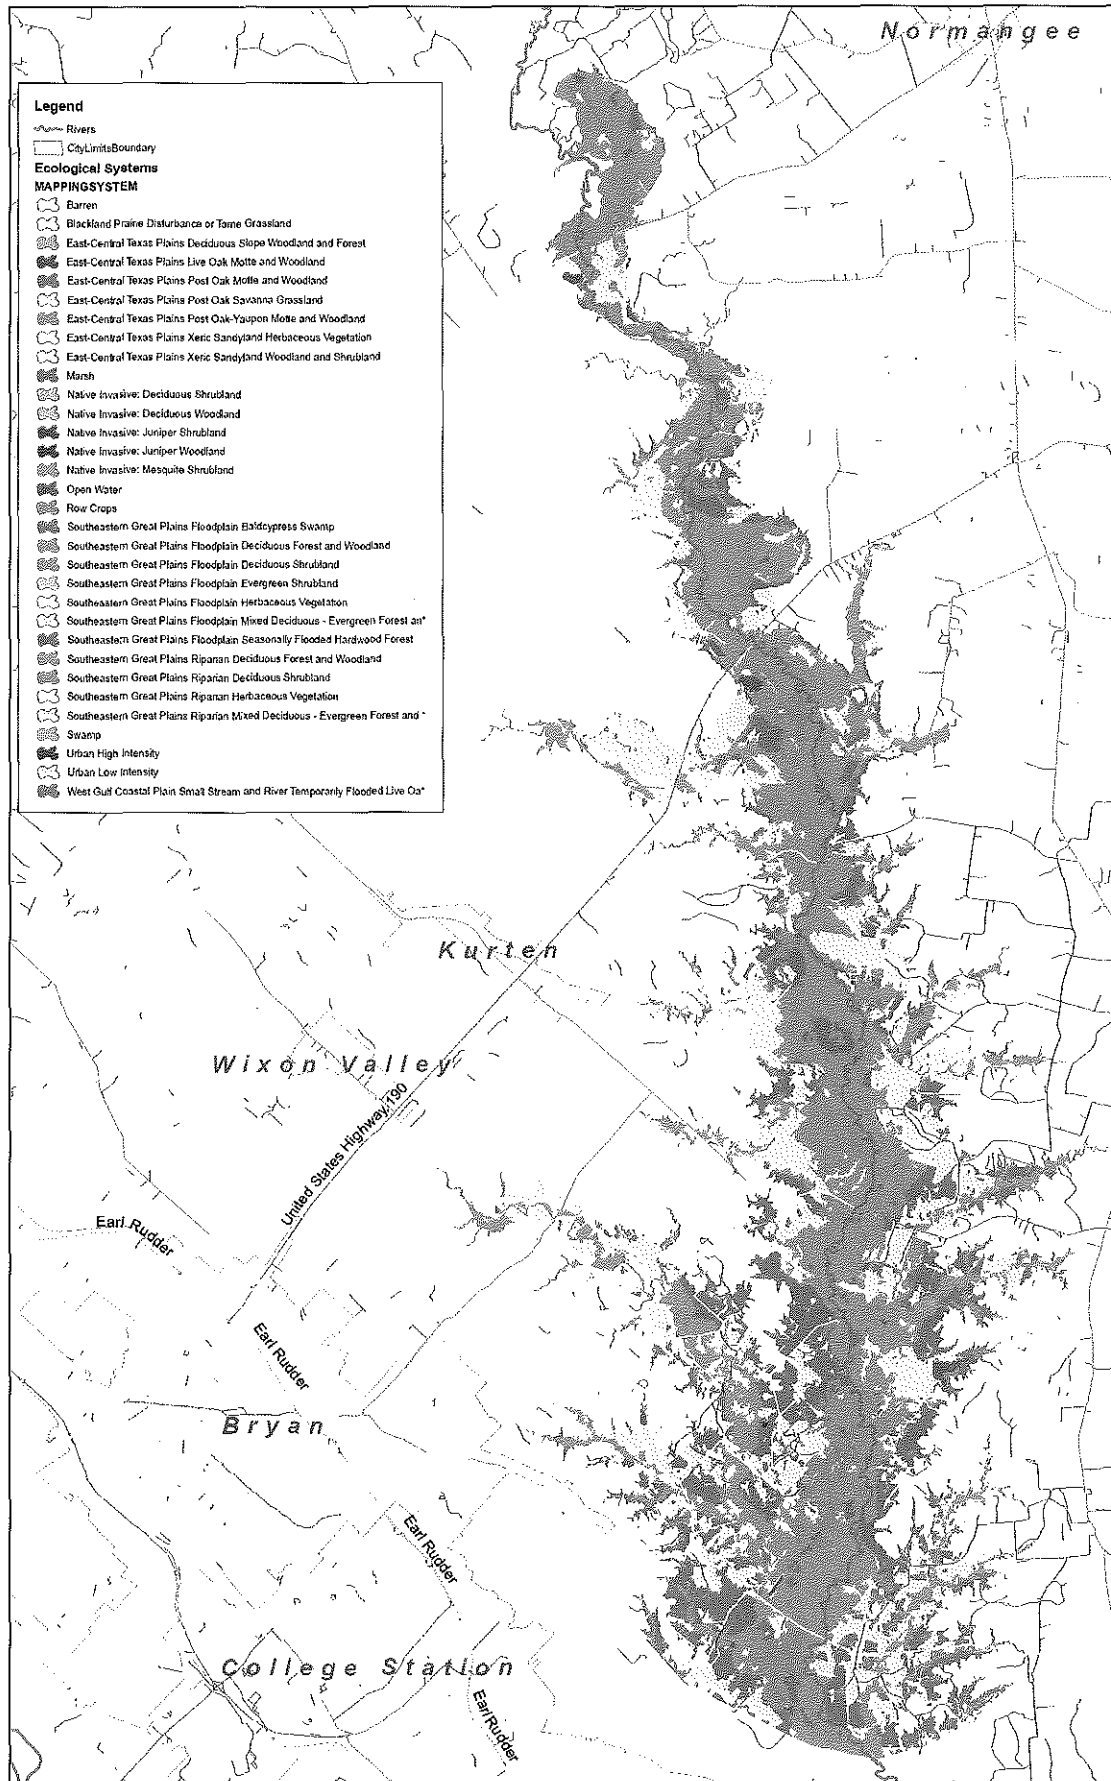 Normangee
Legend
Rivers
CityLimitsBoundary
Ecological Systems
MAPPINGSYSTEM
Barren
Blackland Prairie Disturbance or Tame Grassland
East-Central Texas Plains Deciduous Slope Woodland and Forest
East-Central Texas Plains Live Oak Motte and Woodland
East-Central Texas Plains Post Oak Motte and Woodland
East-Central Texas Plains Post Oak Savanna Grassland
East-Central Texas Plains Post Oak-Yaupon Motte and Woodland
East-Central Texas Plains Xeric Sandyland Herbaceous Vegetation
East-Central Texas Plains Xeric Sandyland Woodland and Shrubland
Marsh
Native Invasive: Deciduous Shrubland
Native Invasive: Deciduous Woodland
Native Invasive: Juniper Shrubland
Native Invasive: Juniper Woodland
Native Invasive: Mesquite Shrubland
Open Water
Row Crops
Southeastern Great Plains Floodplain Baldcypress Swamp
Southeastern Great Plains Floodplain Deciduous Forest and Woodland
Southeastern Great Plains Floodplain Deciduous Shrubland
Southeastern Great Plains Floodplain Evergreen Shrubland
Southeastern Great Plains Floodplain Herbaceous Vegetation
Southeastern Great Plains Floodplain Mixed Deciduous - Evergreen Forest an*
Southeastern Great Plains Floodplain Seasonally Flooded Hardwood Forest
Southeastern Great Plains Riparian Deciduous Forest and Woodland
Southeastern Great Plains Riparian Deciduous Shrubland
Southeastern Great Plains Riparian Herbaceous Vegetation
Southeastern Great Plains Riparian Mixed Deciduous - Evergreen Forest and *
Swamp
Urban High Intensity
Urban Low Intensity
West Gulf Coastal Plain Small Stream and River Temporarily Flooded Live Oa*
Kurten
Wixon Valley
United States Highway 190
Earl Rudder
Earl Rudder
Bryan
Earl Rudder
College Station
Earl Rudder